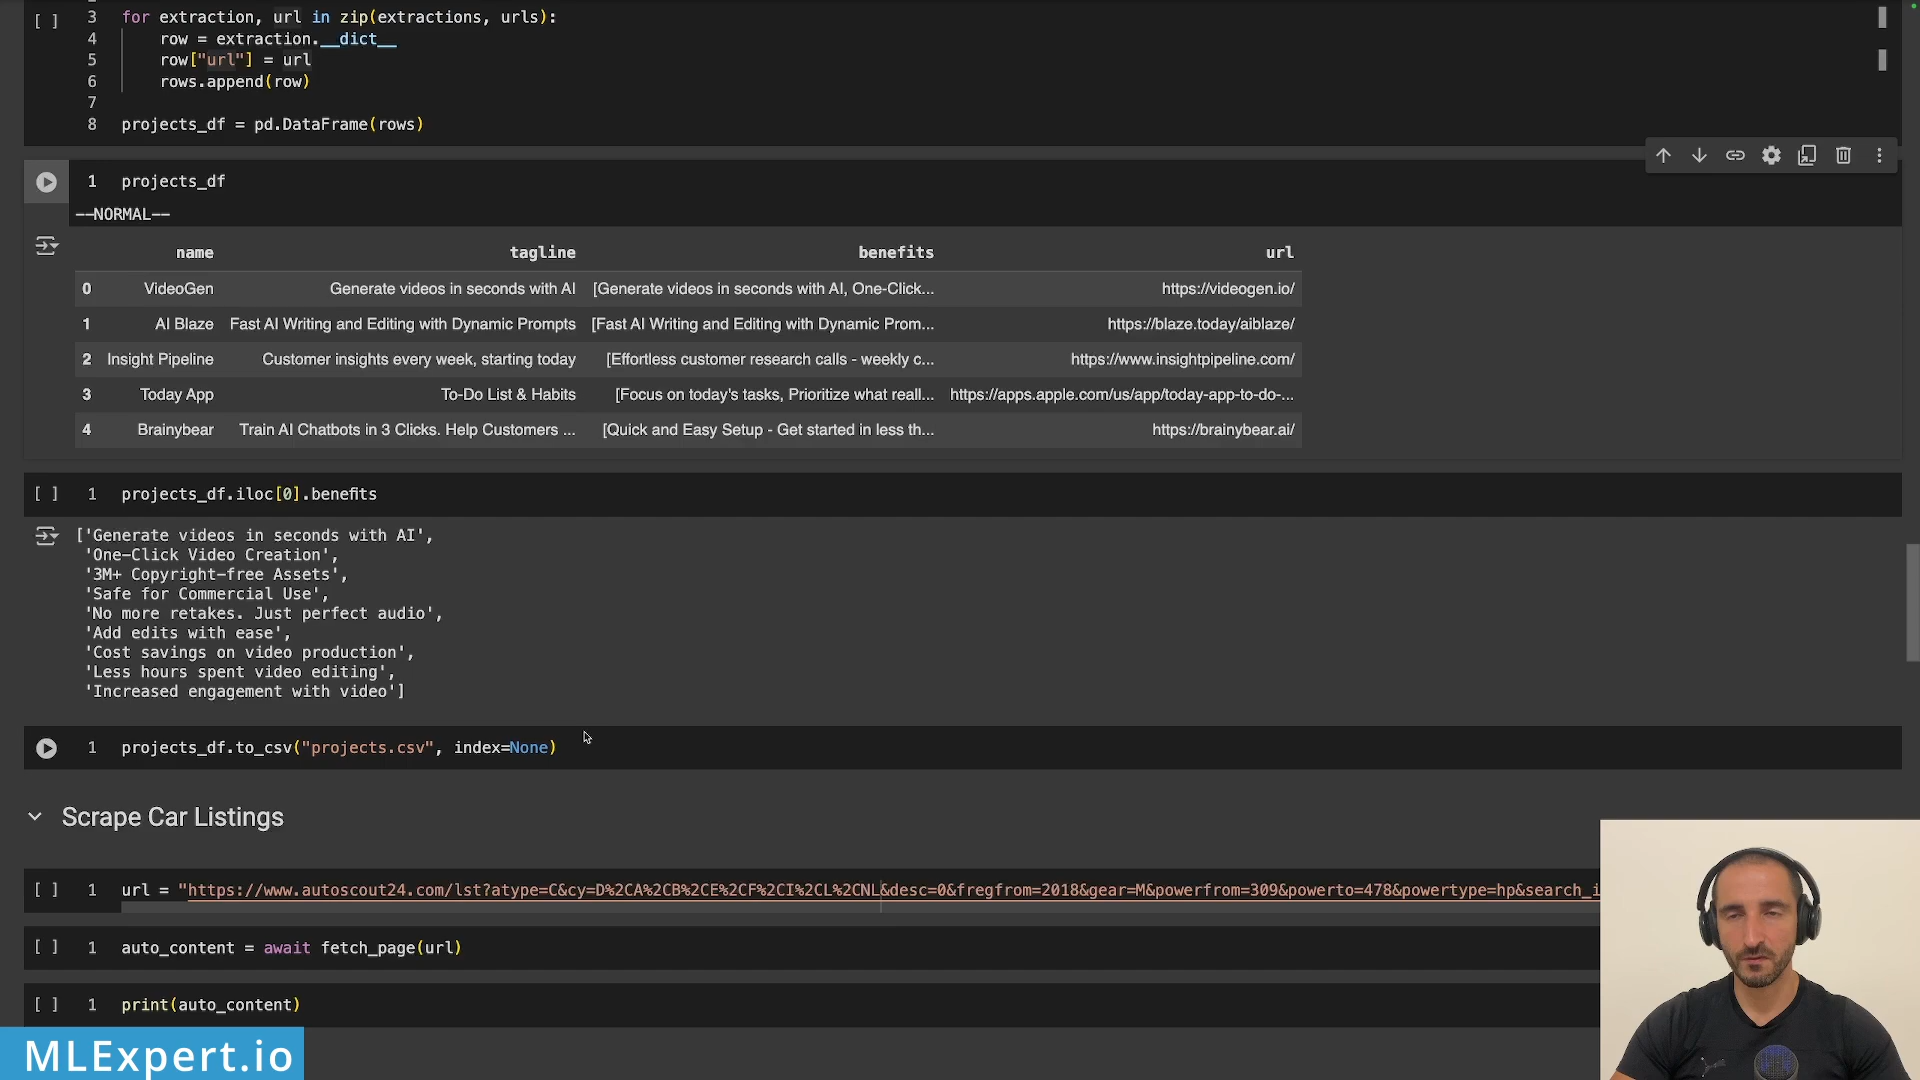 [ ] 3 for extraction, url in zip(extractions, urls):
4 row = extraction.__dict__
5 row["url"] = url
6 rows.append(row)
7
8 projects_df = pd.DataFrame(rows)
1 projects_df
--NORMAL--
name tagline benefits url
0 VideoGen Generate videos in seconds with AI [Generate videos in seconds with AI, One-Click... https://videogen.io/
1 AI Blaze Fast AI Writing and Editing with Dynamic Prompts [Fast AI Writing and Editing with Dynamic Prom... https://blaze.today/aiblaze/
2 Insight Pipeline Customer insights every week, starting today [Effortless customer research calls - weekly c... https://www.insightpipeline.com/
3 Today App To-Do List & Habits [Focus on today's tasks, Prioritize what reall... https://apps.apple.com/us/app/today-app-to-do-...
4 Brainybear Train AI Chatbots in 3 Clicks. Help Customers ... [Quick and Easy Setup - Get started in less th... https://brainybear.ai/
[ ] 1 projects_df.iloc[0].benefits
['Generate videos in seconds with AI',
'One-Click Video Creation',
'3M+ Copyright-free Assets',
'Safe for Commercial Use',
'No more retakes. Just perfect audio',
'Add edits with ease',
'Cost savings on video production',
'Less hours spent video editing',
'Increased engagement with video']
1 projects_df.to_csv("projects.csv", index=None)
Scrape Car Listings
[ ] 1 url = "https://www.autoscout24.com/lst?atype=C&cy=D%2CA%2CB%2CE%2CF%2CI%2CL%2CNL&desc=0&fregfrom=2018&gear=M&powerfrom=309&powerto=478&powertype=hp&search_i
[ ] 1 auto_content = await fetch_page(url)
[ ] 1 print(auto_content)
MLExpert.io